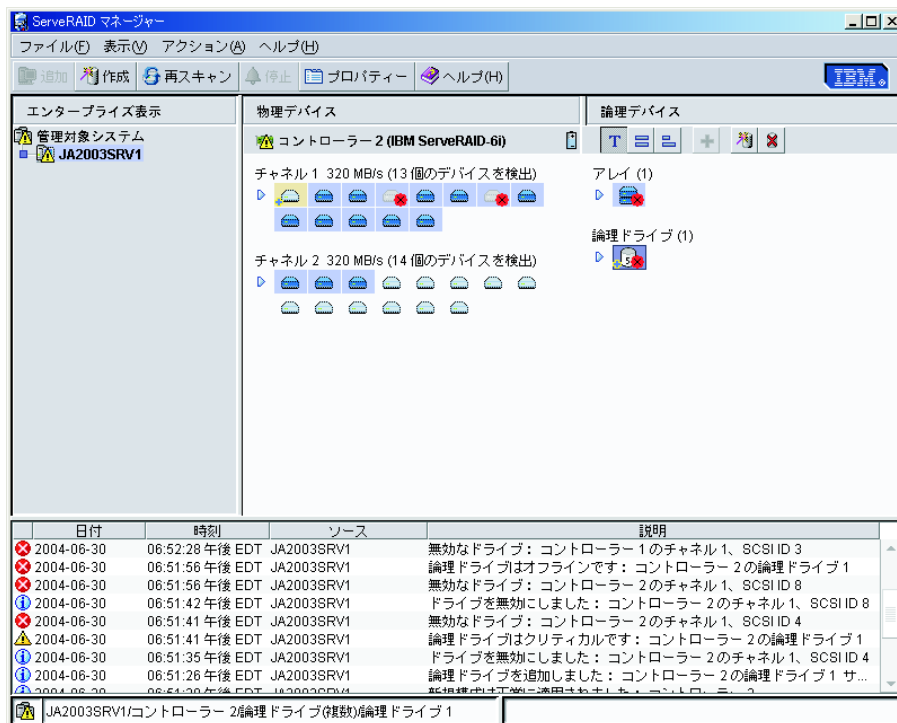 ServeRAID マネージャー
ファイル(F) 表示(V) アクション(A) ヘルプ(H)
追加 作成 再スキャン 停止 プロパティー ヘルプ(H) IBM
エンタープライズ表示
管理対象システム
JA2003SRV1
物理デバイス
コントローラー 2 (IBM ServeRAID-6i)
チャネル 1 320 MB/s (13 個のデバイスを検出)
チャネル 2 320 MB/s (14 個のデバイスを検出)
論理デバイス
T
アレイ (1)
論理ドライブ (1)
5
日付 時刻 ソース 説明
2004-06-30 06:52:28 午後 EDT JA2003SRV1 無効なドライブ: コントローラー 1 のチャネル 1、SCSI ID 3
2004-06-30 06:51:56 午後 EDT JA2003SRV1 論理ドライブはオフラインです: コントローラー 2 の論理ドライブ 1
2004-06-30 06:51:56 午後 EDT JA2003SRV1 無効なドライブ: コントローラー 2 のチャネル 1、SCSI ID 8
2004-06-30 06:51:42 午後 EDT JA2003SRV1 ドライブを無効にしました: コントローラー 2 のチャネル 1、SCSI ID 8
2004-06-30 06:51:41 午後 EDT JA2003SRV1 無効なドライブ: コントローラー 2 のチャネル 1、SCSI ID 4
2004-06-30 06:51:41 午後 EDT JA2003SRV1 論理ドライブはクリティカルです: コントローラー 2 の論理ドライブ 1
2004-06-30 06:51:35 午後 EDT JA2003SRV1 ドライブを無効にしました: コントローラー 2 のチャネル 1、SCSI ID 4
2004-06-30 06:51:26 午後 EDT JA2003SRV1 論理ドライブを追加しました: コントローラー 2 の論理ドライブ 1 サ...
JA2003SRV1/コントローラー 2/論理ドライブ(複数)/論理ドライブ 1